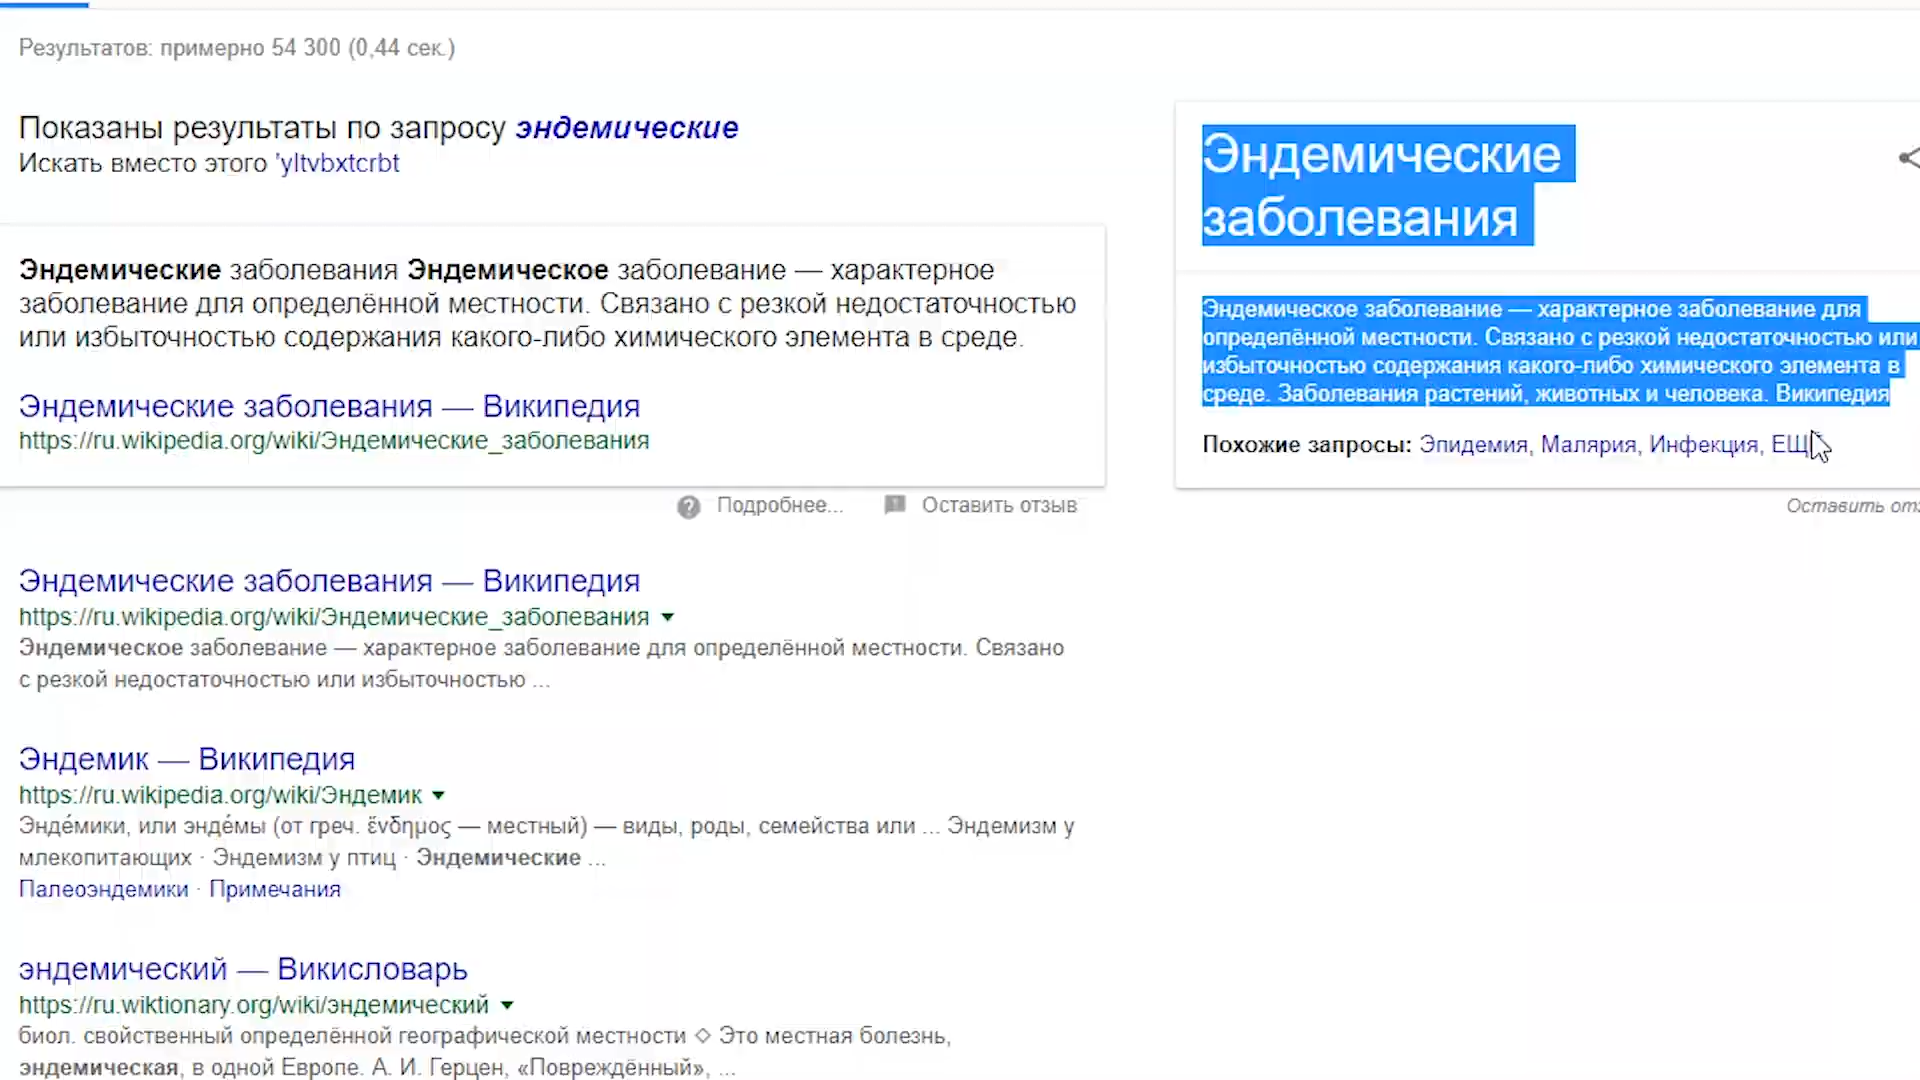 Результатов: примерно 54 300 (0,44 сек.)
Показаны результаты по запросу эндемические
Искать вместо этого 'yltvbxtcrbt
Эндемические заболевания Эндемическое заболевание — характерное
заболевание для определённой местности. Связано с резкой недостаточностью
или избыточностью содержания какого-либо химического элемента в среде.
Эндемические заболевания — Википедия
https://ru.wikipedia.org/wiki/Эндемические_заболевания
Подробнее... Оставить отзыв
Эндемические заболевания — Википедия
https://ru.wikipedia.org/wiki/Эндемические_заболевания
Эндемическое заболевание — характерное заболевание для определённой местности. Связано
с резкой недостаточностью или избыточностью ...
Эндемик — Википедия
https://ru.wikipedia.org/wiki/Эндемик
Энде́мики, или энде́мы (от греч. ἔνδημος — местный) — виды, роды, семейства или ... Эндемизм у
млекопитающих · Эндемизм у птиц · Эндемические ...
Палеоэндемики · Примечания
эндемический — Викисловарь
https://ru.wiktionary.org/wiki/эндемический
биол. свойственный определённой географической местности ◇ Это местная болезнь,
эндемическая, в одной Европе. А. И. Герцен, «Повреждённый», ...
Эндемические
заболевания
Эндемическое заболевание — характерное заболевание для
определённой местности. Связано с резкой недостаточностью или
избыточностью содержания какого-либо химического элемента в
среде. Заболевания растений, животных и человека. Википедия
Похожие запросы: Эпидемия, Малярия, Инфекция,
Оставить